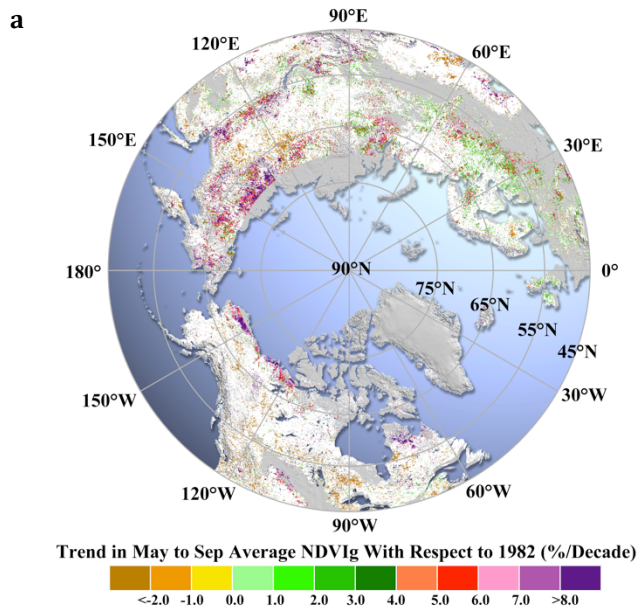 a
90°E
120°E
60°E
150°E
30°E
180°
90°N
0°
75°N
65°N
55°N
45°N
150°W
30°W
120°W
60°W
90°W
Trend in May to Sep Average NDVIg With Respect to 1982 (%/Decade)
<-2.0 -1.0 0.0 1.0 2.0 3.0 4.0 5.0 6.0 7.0 >8.0